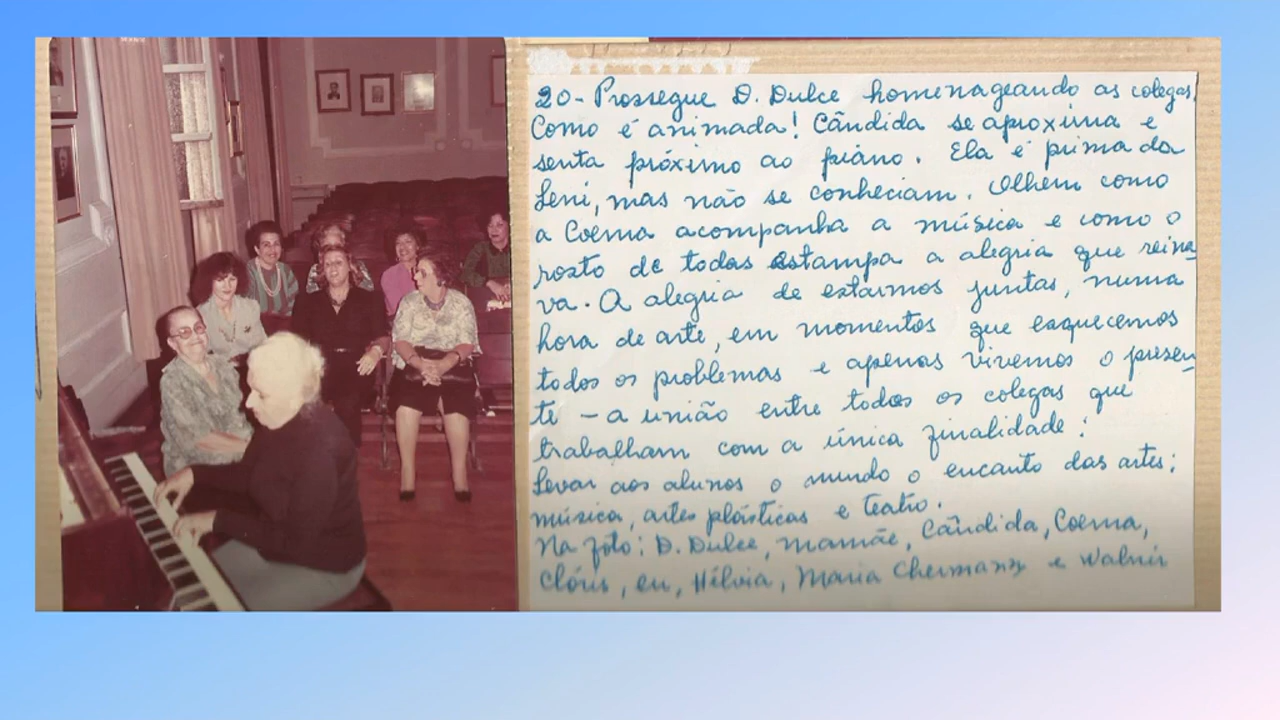 20- Prossegue D. Dulce homenageando as colegas.
Como é animada! Cândida se aproxima e
senta próximo ao piano. Ela é prima da
Leni, mas não se conheciam. Olhem como
a Coema acompanha a música e como o
rosto de todas estampa a alegria que reina
va. A alegria de estarmos juntas, numa
hora de arte, em momentos que esquecemos
todos os problemas e apenas vivemos o presen
te - a união entre todos os colegas que
trabalham com a única finalidade:
Levar aos alunos o mundo o encanto das artes:
música, artes plásticas e teatro.
Na foto: D. Dulce, mamãe, Cândida, Coema,
Clóris, eu, Hélvia, Maria e